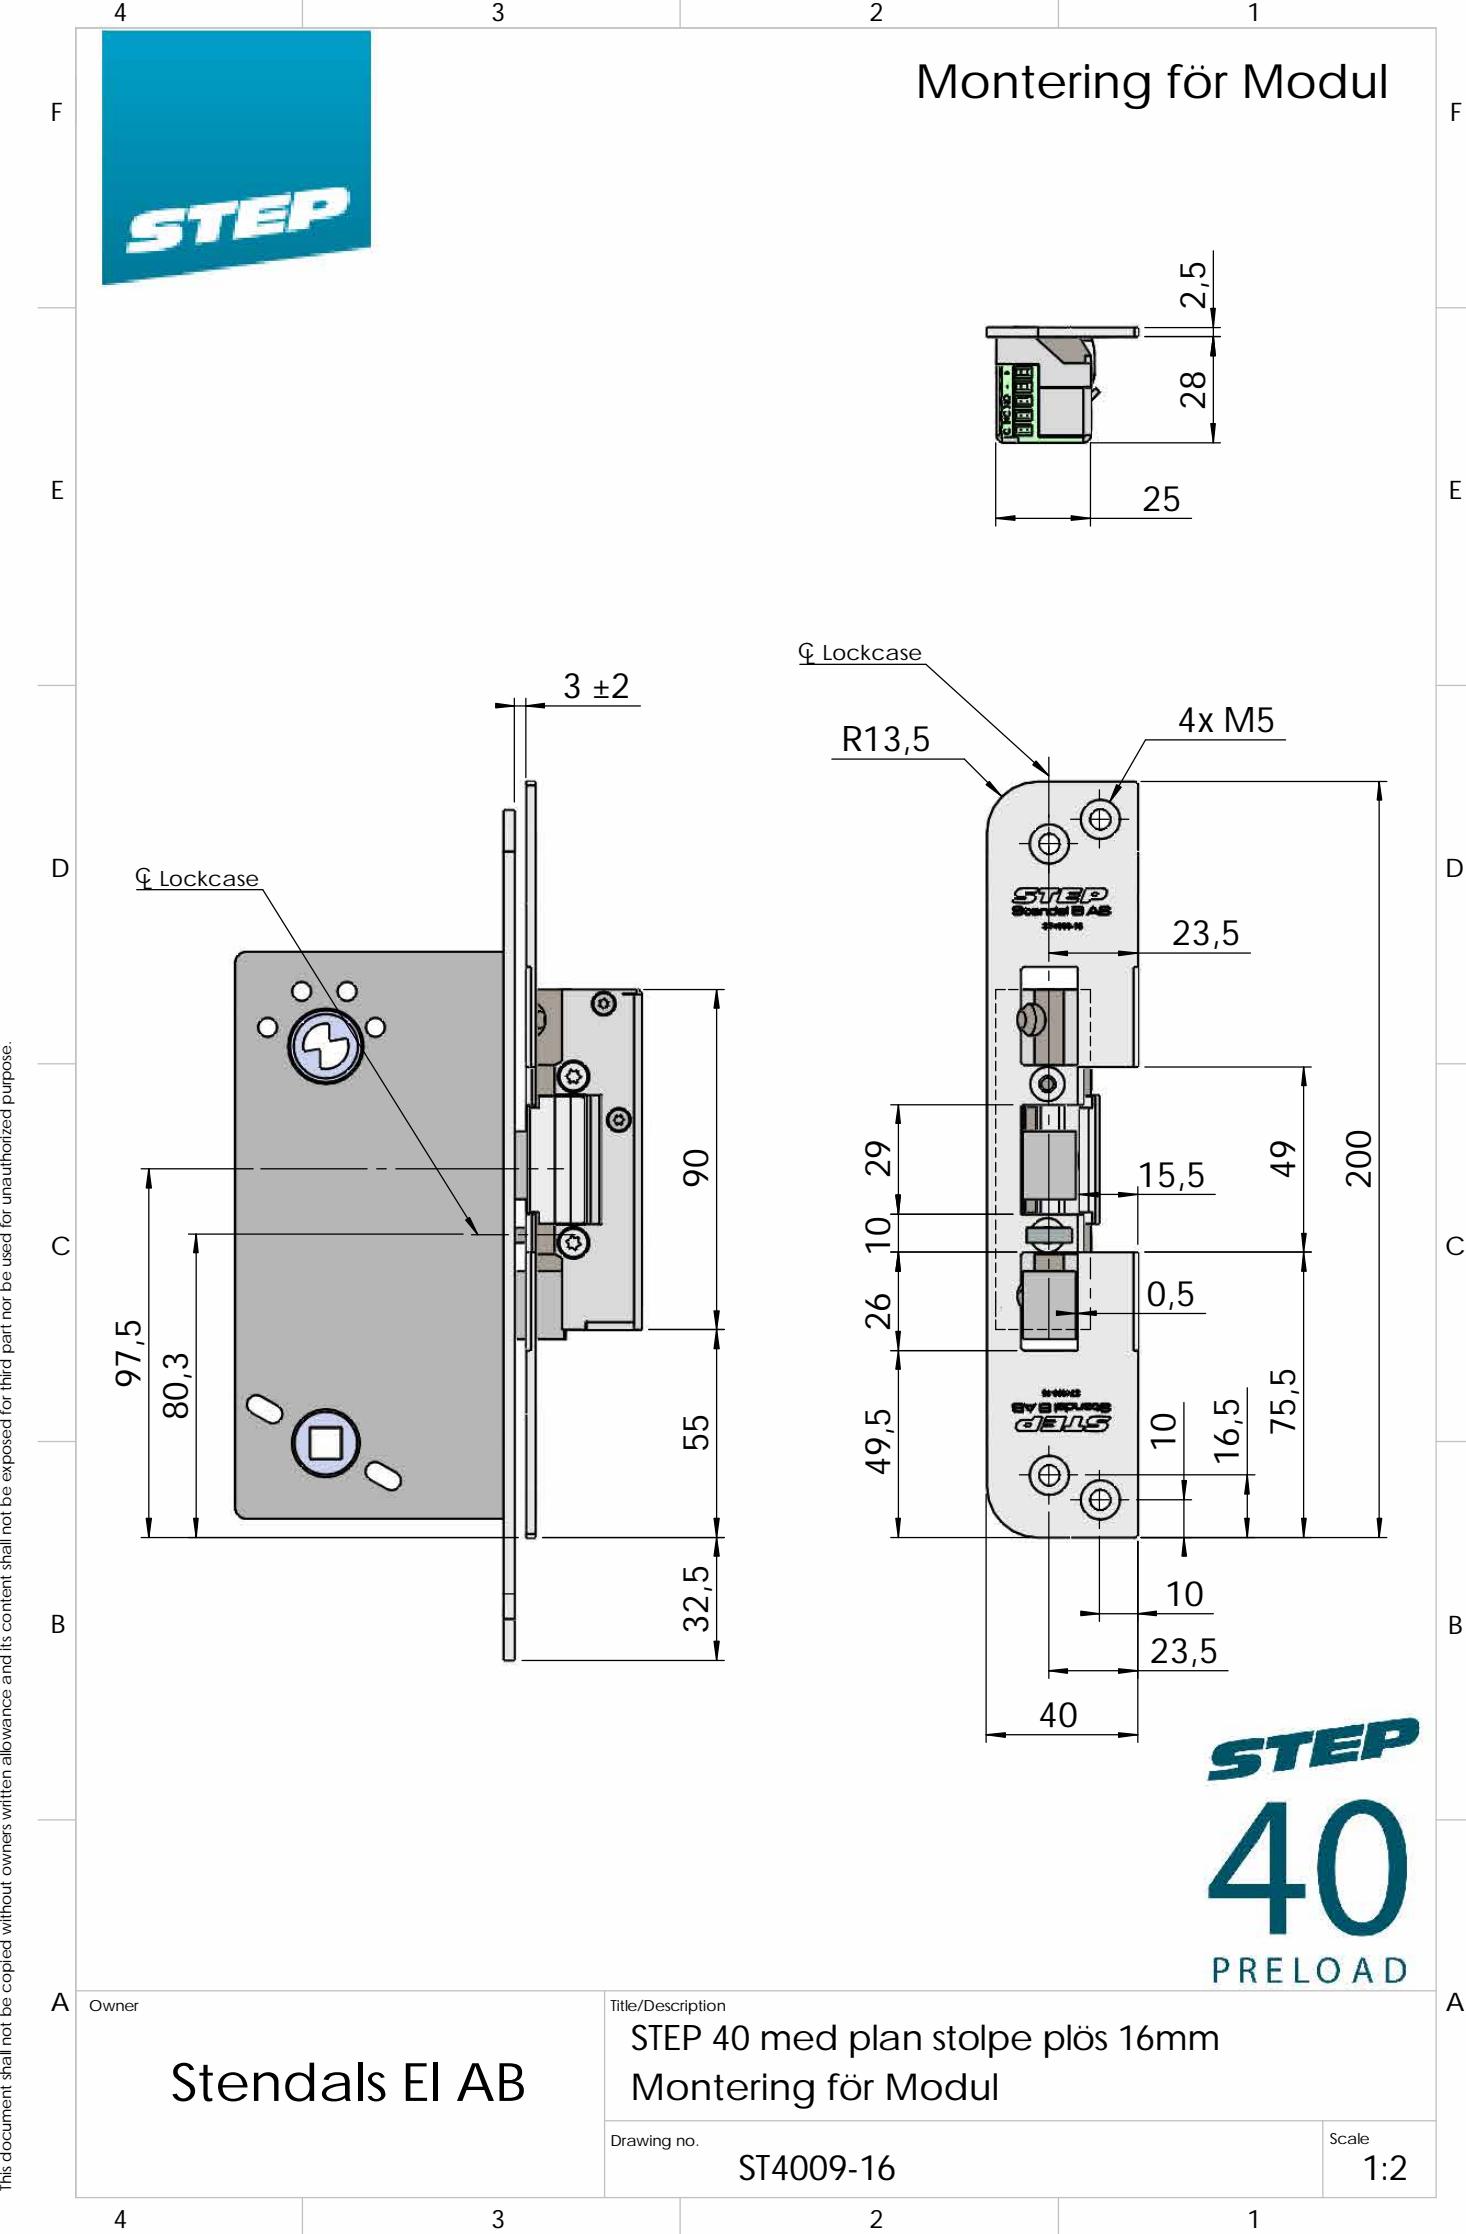 4 3 2 1
STEP
Montering för Modul
F F
2,5
28
25
E E
℄ Lockcase
3 ±2
R13,5
4x M5
D D
℄ Lockcase
STEP
Stendal El AB
23,5
90
29
49
200
15,5
10
C C
0,5
26
97,5
80,3
55
49,5
10
16,5
75,5
Stendal El AB
STEP
32,5
B B
10
23,5
40
STEP
40
PRELOAD
A A
Owner
Stendals El AB
Title/Description
STEP 40 med plan stolpe plös 16mm
Montering för Modul
Drawing no.
ST4009-16
Scale
1:2
4 3 2 1
This document shall not be copied without owners written allowance and its content shall not be exposed for third part nor be used for unauthorized purpose.